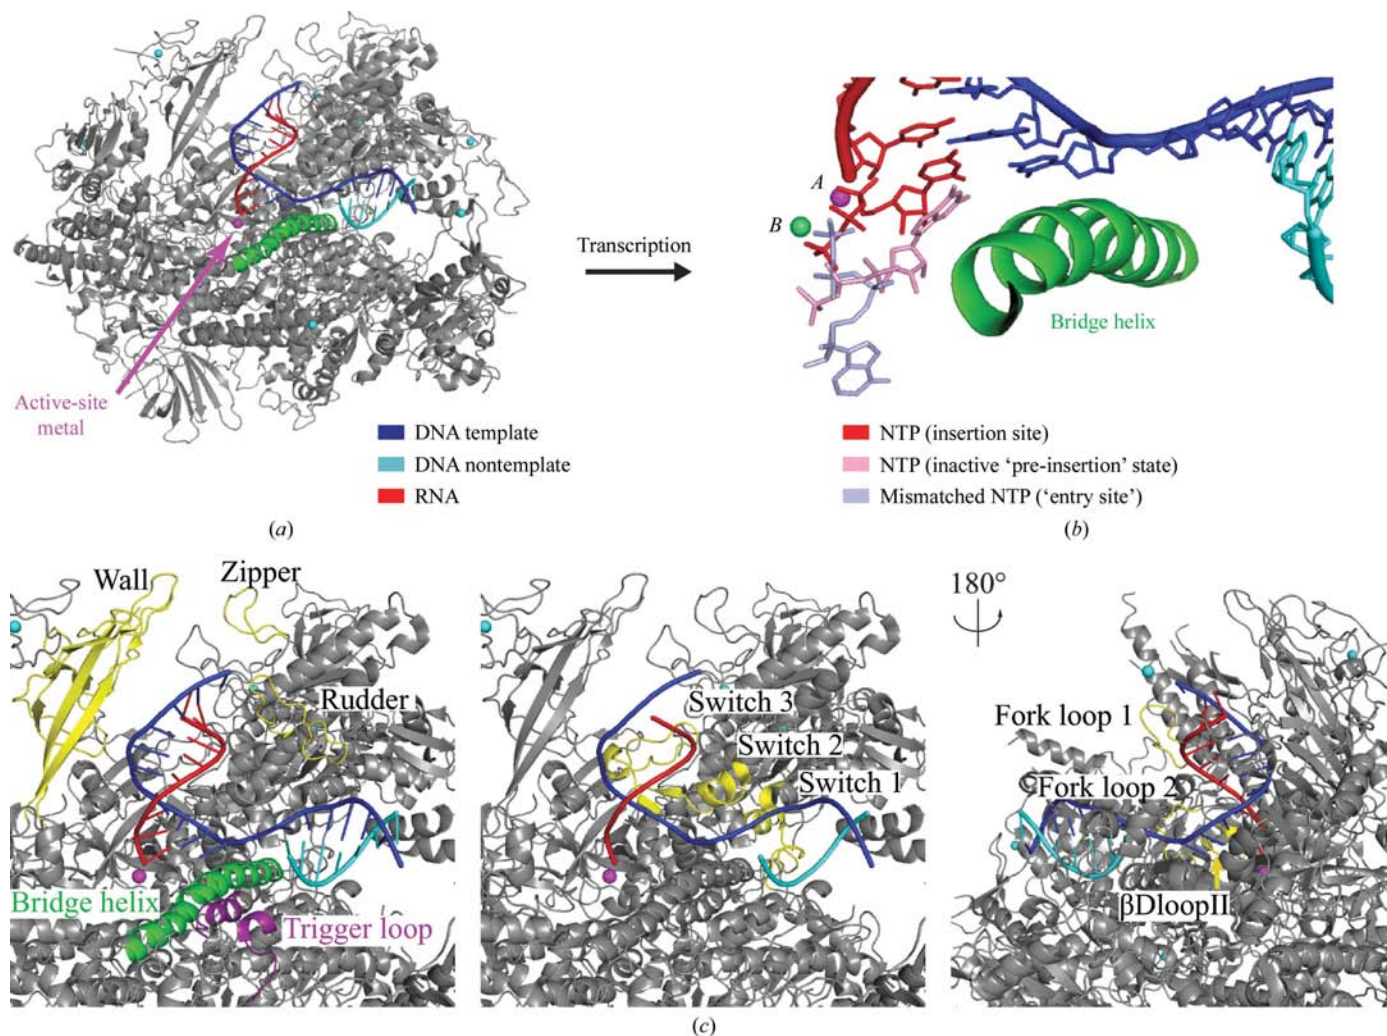 (a)
Active-site
metal
DNA template
DNA nontemplate
RNA
Transcription
A
B
Bridge helix
NTP (insertion site)
NTP (inactive ‘pre-insertion’ state)
Mismatched NTP (‘entry site’)
(b)
Wall
Zipper
Rudder
Bridge helix
Trigger loop
Switch 3
Switch 2
Switch 1
180°
Fork loop 1
Fork loop 2
βDloopII
(c)